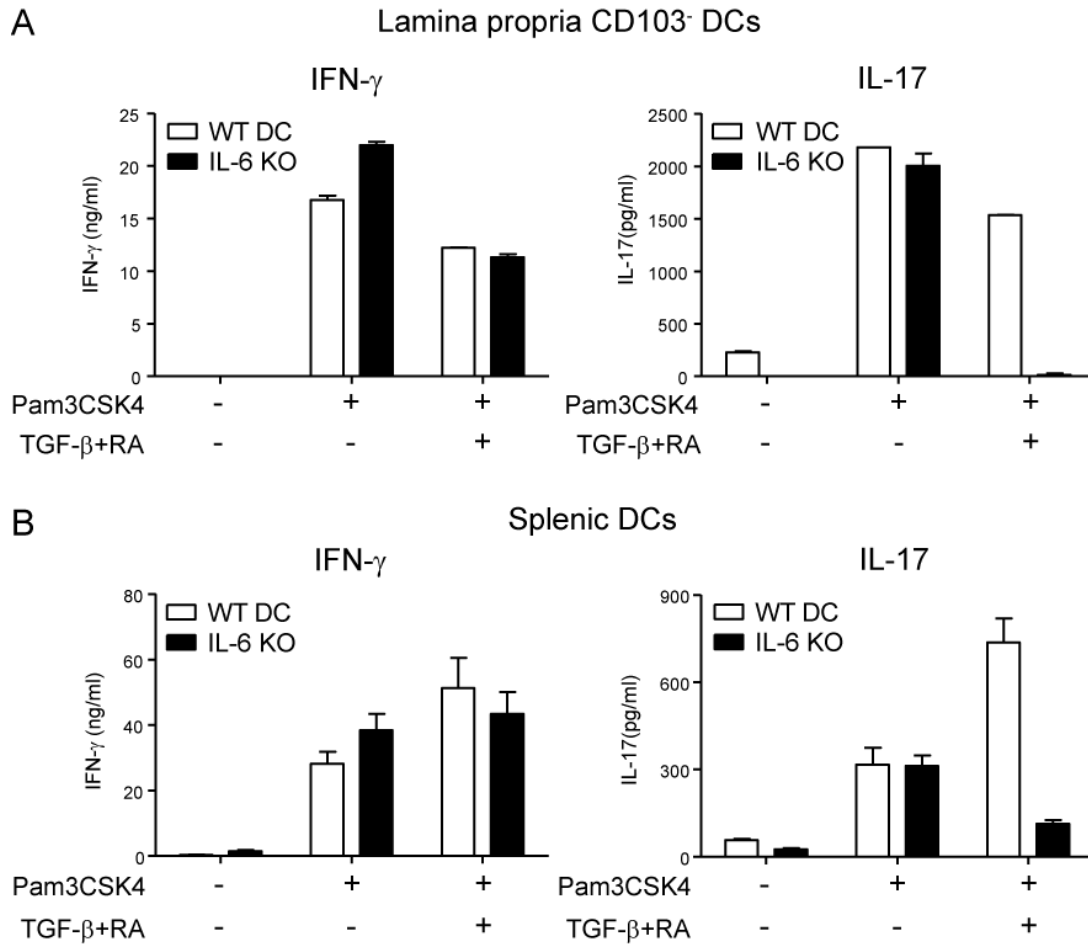 A
Lamina propria CD103⁻ DCs
IFN-γ
IL-17
WT DC
IL-6 KO
IFN-γ (ng/ml)
25
20
15
10
5
0
WT DC
IL-6 KO
IL-17(pg/ml)
2500
2000
1500
1000
500
0
Pam3CSK4 - + +
TGF-β+RA - - +
Pam3CSK4 - + +
TGF-β+RA - - +
B
Splenic DCs
IFN-γ
IL-17
WT DC
IL-6 KO
IFN-γ (ng/ml)
80
60
40
20
0
WT DC
IL-6 KO
IL-17(pg/ml)
900
600
300
0
Pam3CSK4 - + +
TGF-β+RA - - +
Pam3CSK4 - + +
TGF-β+RA - - +